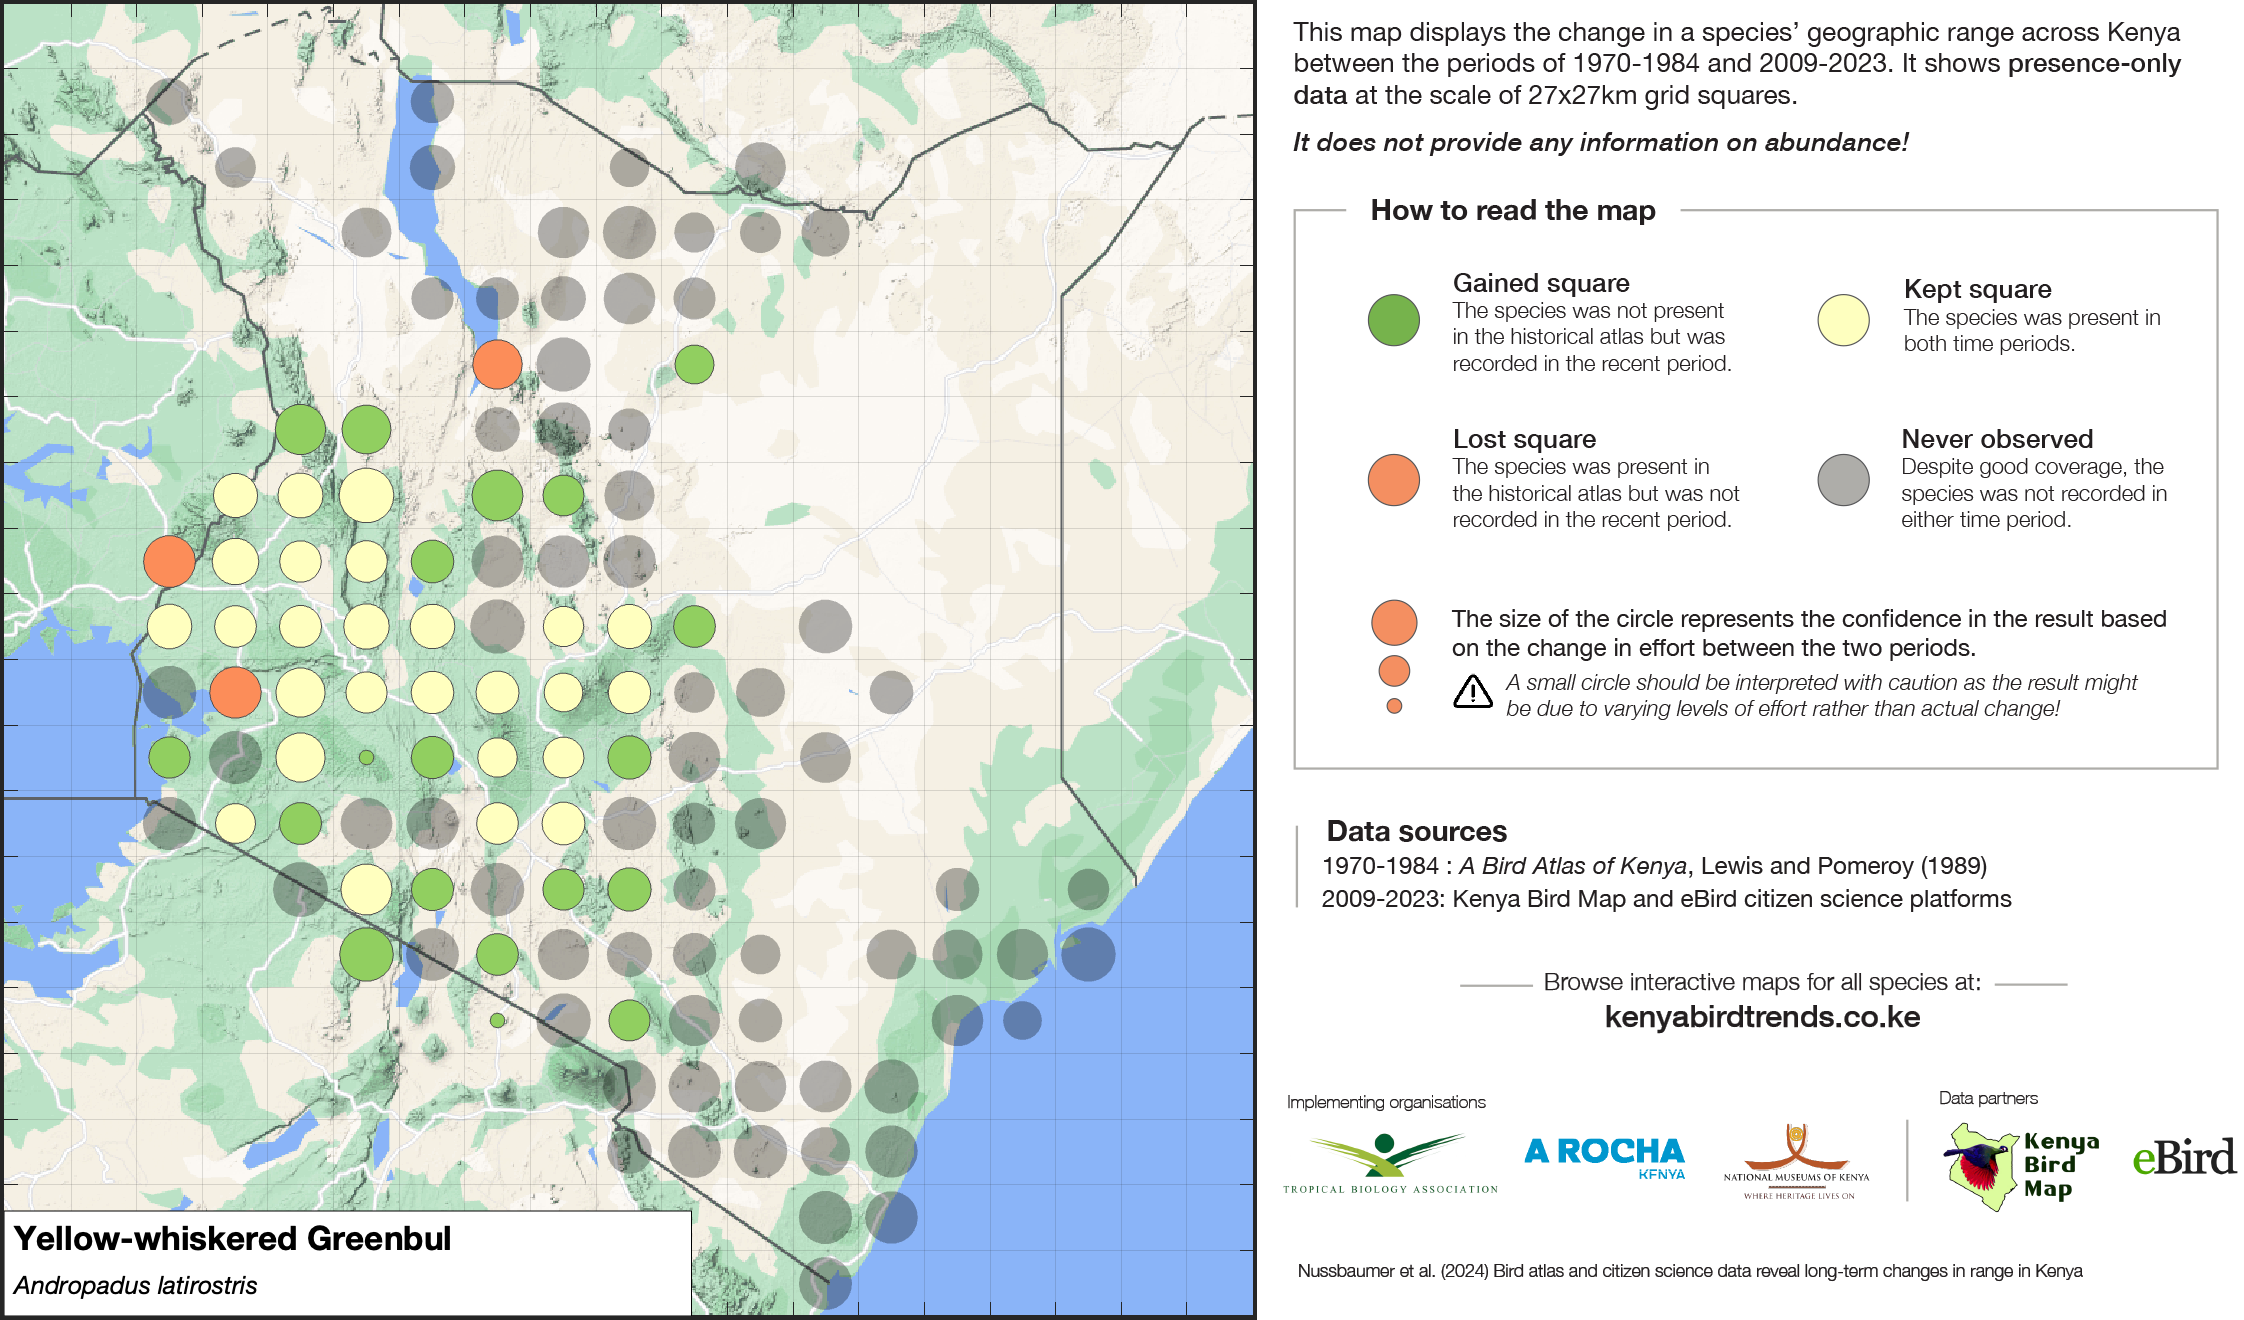 This map displays the change in a species’ geographic range across Kenya
between the periods of 1970-1984 and 2009-2023. It shows presence-only
data at the scale of 27x27km grid squares.
It does not provide any information on abundance!
How to read the map
Gained square
The species was not present
in the historical atlas but was
recorded in the recent period.
Kept square
The species was present in
both time periods.
Lost square
The species was present in
the historical atlas but was not
recorded in the recent period.
Never observed
Despite good coverage, the
species was not recorded in
either time period.
The size of the circle represents the confidence in the result based
on the change in effort between the two periods.
A small circle should be interpreted with caution as the result might
be due to varying levels of effort rather than actual change!
Data sources
1970-1984 : A Bird Atlas of Kenya, Lewis and Pomeroy (1989)
2009-2023: Kenya Bird Map and eBird citizen science platforms
Browse interactive maps for all species at:
kenyabirdtrends.co.ke
Implementing organisations
Data partners
TROPICAL BIOLOGY ASSOCIATION
A ROCHA
KENYA
NATIONAL MUSEUMS OF KENYA
WHERE HERITAGE LIVES ON
Kenya
Bird
Map
eBird
Yellow-whiskered Greenbul
Andropadus latirostris
Nussbaumer et al. (2024) Bird atlas and citizen science data reveal long-term changes in range in Kenya